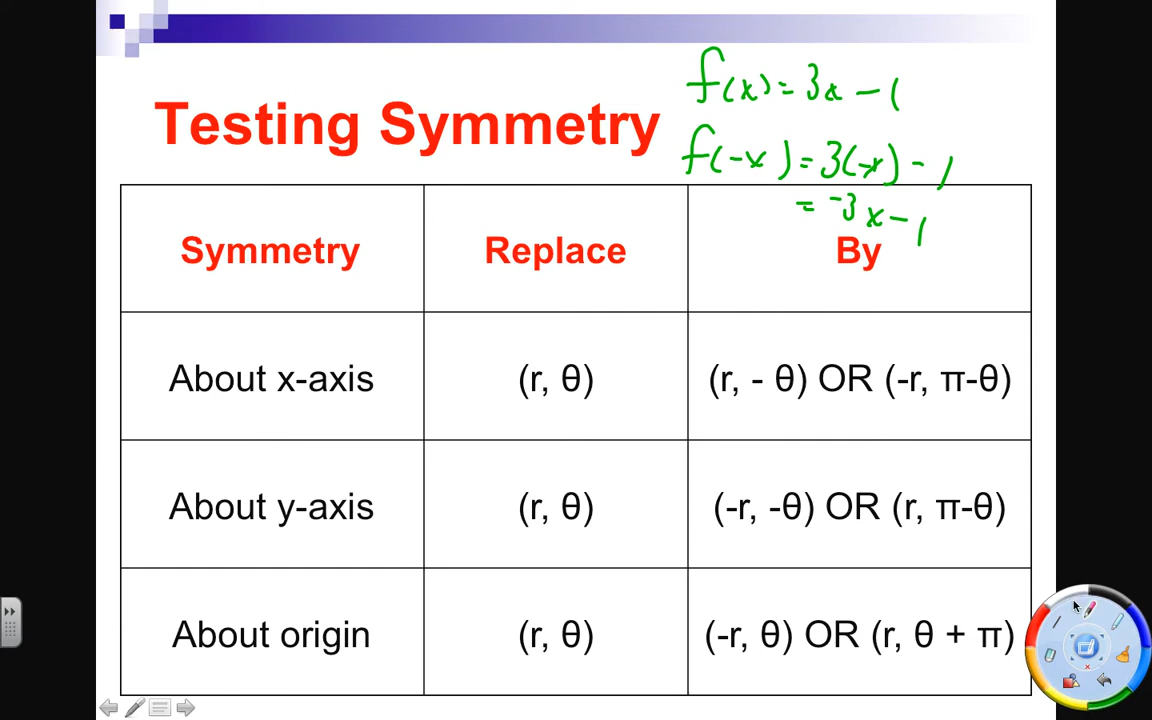 f(x) = 3x - 1
Testing Symmetry
f(-x) = 3(-x) - 1
= -3x - 1
Symmetry Replace By
About x-axis (r, θ) (r, - θ) OR (-r, π-θ)
About y-axis (r, θ) (-r, -θ) OR (r, π-θ)
About origin (r, θ) (-r, θ) OR (r, θ + π)